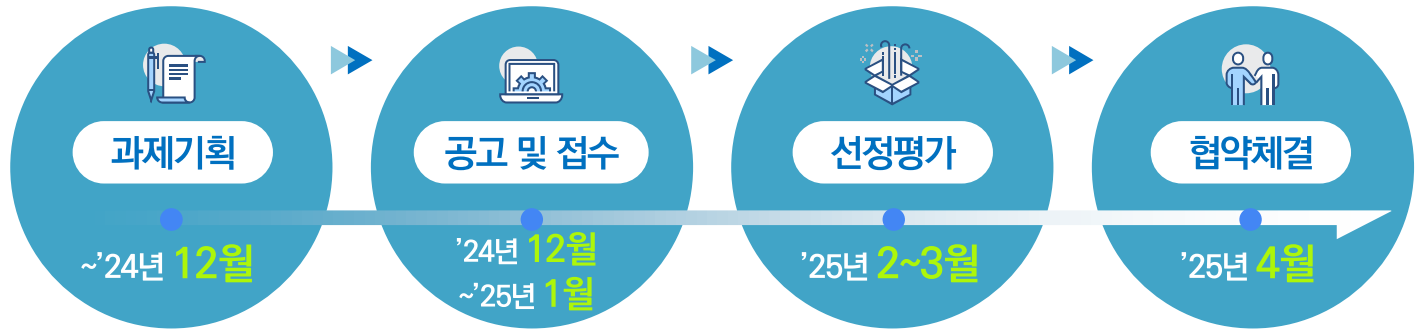 과제기획
~’24년 12월
공고 및 접수
’24년 12월
~’25년 1월
선정평가
’25년 2~3월
협약체결
’25년 4월